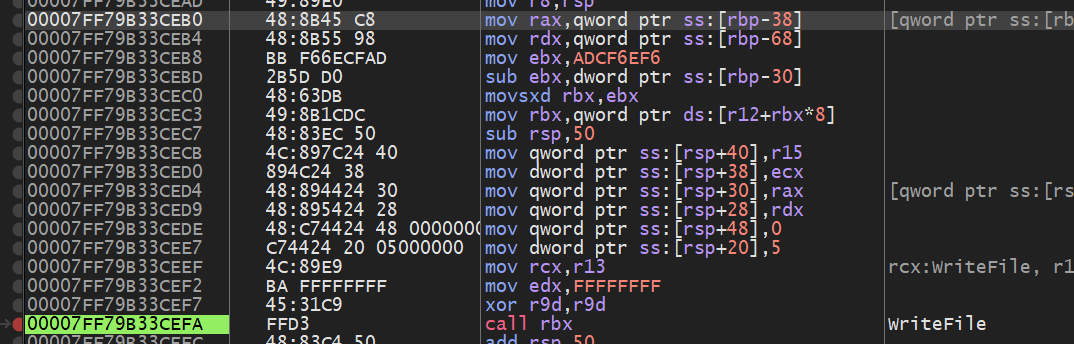 00007FF79B33CEAD 49:89E0 mov r8,rsp
00007FF79B33CEB0 48:8B45 C8 mov rax,qword ptr ss:[rbp-38] [qword ptr ss:[rb
00007FF79B33CEB4 48:8B55 98 mov rdx,qword ptr ss:[rbp-68]
00007FF79B33CEB8 BB F66ECFAD mov ebx,ADCF6EF6
00007FF79B33CEBD 2B5D D0 sub ebx,dword ptr ss:[rbp-30]
00007FF79B33CEC0 48:63DB movsxd rbx,ebx
00007FF79B33CEC3 49:8B1CDC mov rbx,qword ptr ds:[r12+rbx*8]
00007FF79B33CEC7 48:83EC 50 sub rsp,50
00007FF79B33CECB 4C:897C24 40 mov qword ptr ss:[rsp+40],r15
00007FF79B33CED0 894C24 38 mov dword ptr ss:[rsp+38],ecx
00007FF79B33CED4 48:894424 30 mov qword ptr ss:[rsp+30],rax [qword ptr ss:[rs
00007FF79B33CED9 48:895424 28 mov qword ptr ss:[rsp+28],rdx
00007FF79B33CEDE 48:C74424 48 0000000 mov qword ptr ss:[rsp+48],0
00007FF79B33CEE7 C74424 20 05000000 mov dword ptr ss:[rsp+20],5
00007FF79B33CEEF 4C:89E9 mov rcx,r13 rcx:WriteFile, r1
00007FF79B33CEF2 BA FFFFFFFF mov edx,FFFFFFFF
00007FF79B33CEF7 45:31C9 xor r9d,r9d
00007FF79B33CEFA FFD3 call rbx WriteFile
00007FF79B33CEFC 48:83C4 50 add rsp,50